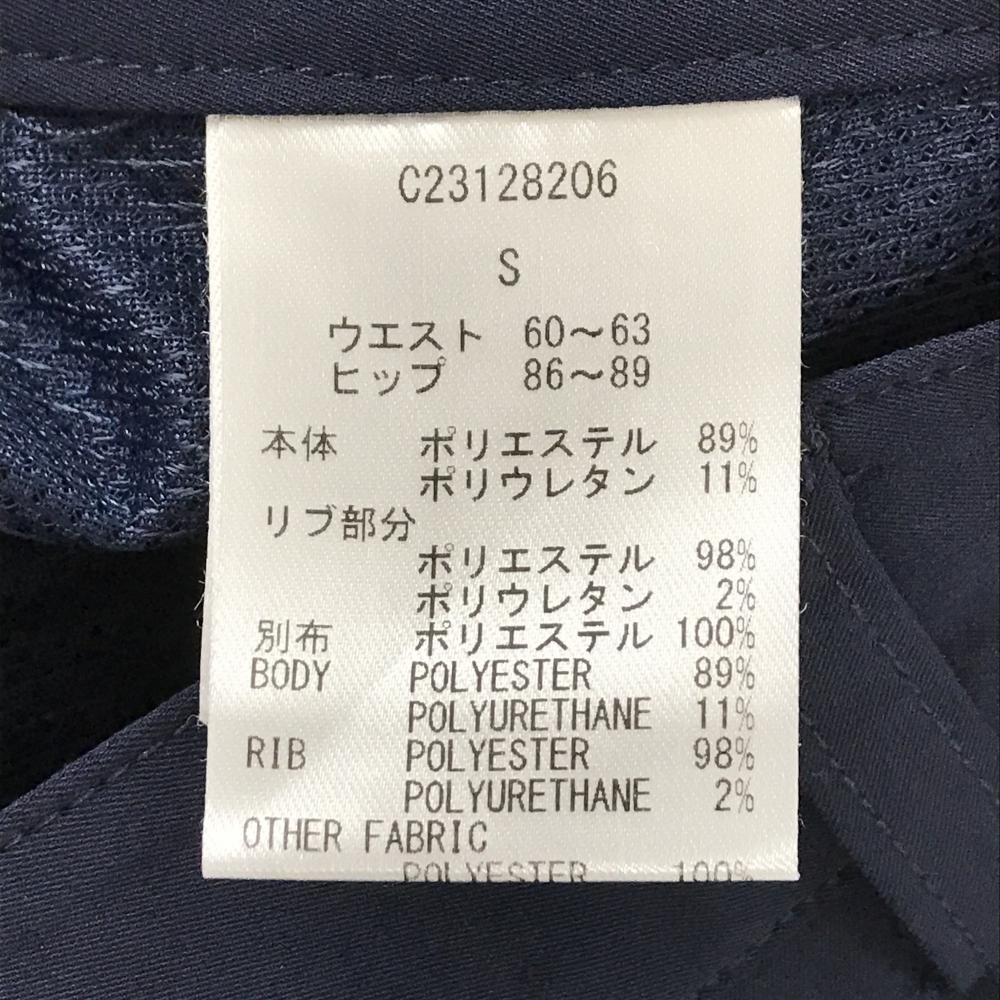 C23128206
S
ウエスト 60〜63
ヒップ 86〜89
本体 ポリエステル 89%
ポリウレタン 11%
リブ部分
ポリエステル 98%
ポリウレタン 2%
別布 ポリエステル 100%
BODY POLYESTER 89%
POLYURETHANE 11%
RIB POLYESTER 98%
POLYURETHANE 2%
OTHER FABRIC
POLYESTER 100%